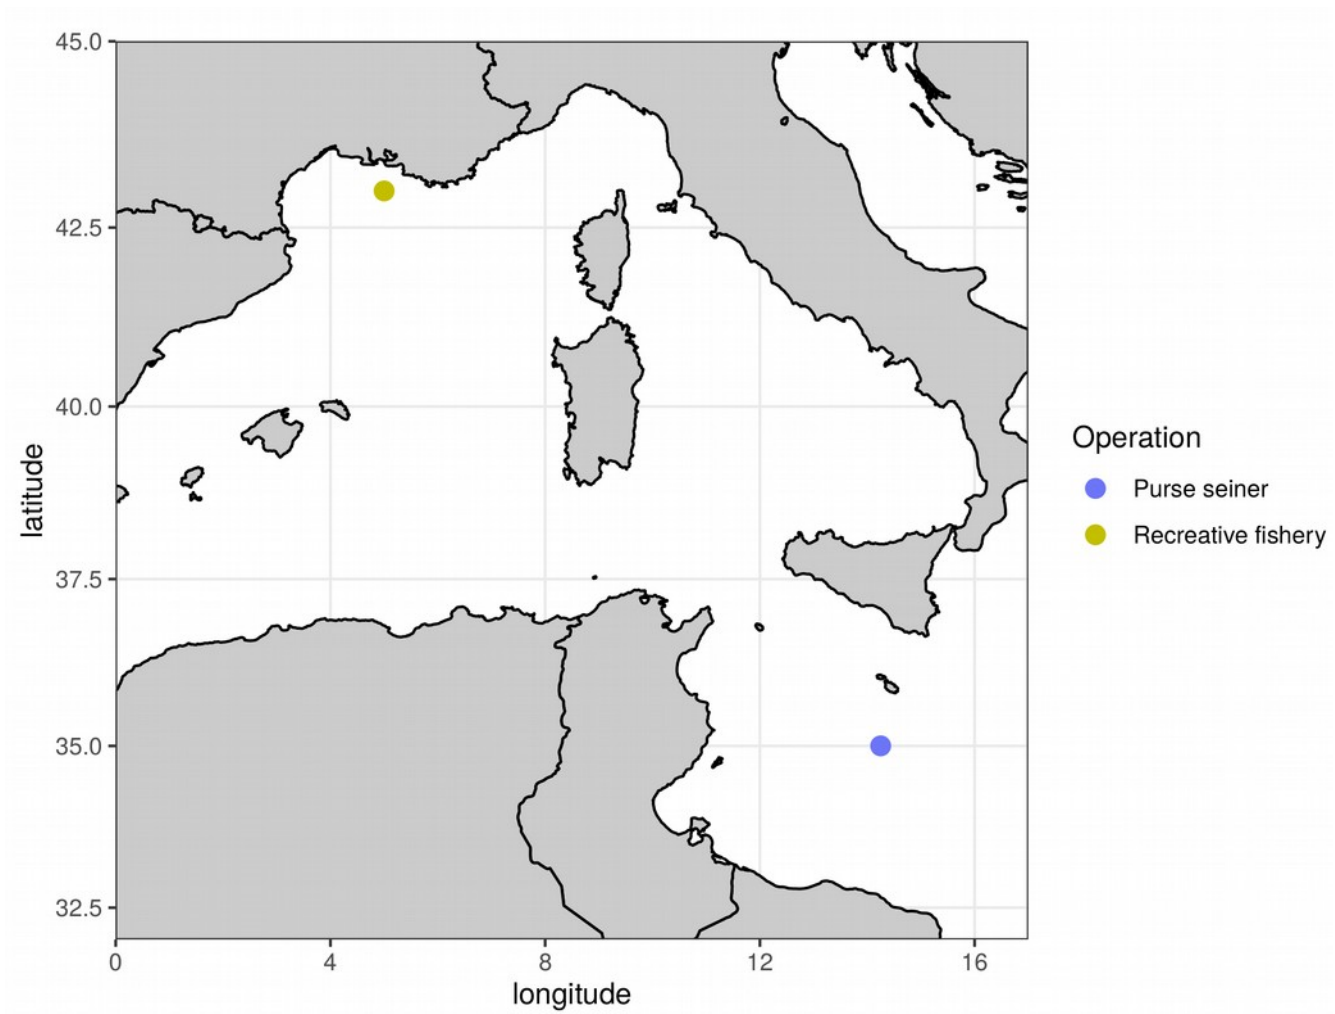 45.0
42.5
40.0
37.5
35.0
32.5
latitude
0 4 8 12 16
longitude
Operation
Purse seiner
Recreative fishery